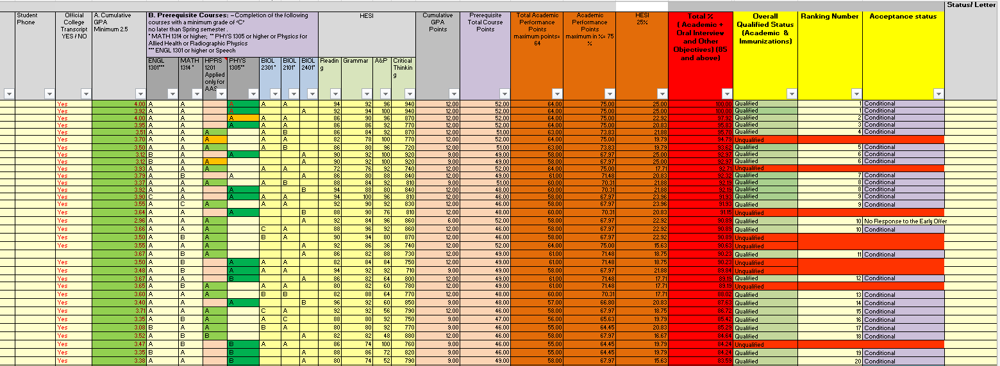 Status/ Letter
Student Phone
Official College Transcript YES / NO
A. Cumulative GPA Minimum 2.5
B. Prerequisite Courses: – Completion of the following
courses with a minimum grade of 'C'
no later than Spring semester .
* MATH 1314 or higher; ** PHYS 1305 or higher or Physics for
Allied Health or Radiographic Physics
*** ENGL 1301 or higher or Speech
HESI
Cumulative GPA Points
Prerequisite Total Course Points
Total Academic Performance Points maximum points= 64
Academic Performance Points maximum in %= 75 %
HESI 25%
Total % ( Academic + Oral Interview and Other Objectives) (85 and above)
Overall Qualified Status (Academic & Immunizations)
Ranking Number
Acceptance status
ENGL 1301***
MATH 1314 *
HPRS 1201 Applied only for AAS
PHYS 1305**
BIOL 2301*
BIOL 2101*
BIOL 2401*
Reading
Grammar
A&P
Critical Thinking
Yes 4.00 A A A A A 94 92 96 940 12.00 52.00 64.00 75.00 25.00 100.00 Qualified 1 Conditional
Yes 3.92 A A A A 92 94 100 940 12.00 52.00 64.00 75.00 25.00 100.00 Qualified 1 Conditional
Yes 4.00 A A A A A 86 90 96 870 12.00 52.00 64.00 75.00 22.92 97.92 Qualified 2 Conditional
Yes 3.95 A A A A A 86 86 92 770 12.00 52.00 64.00 75.00 20.83 95.83 Qualified 3 Conditional
Yes 3.51 A A A A B 92 84 92 870 12.00 51.00 63.00 73.83 21.88 95.70 Qualified 4 Conditional
Yes 3.70 A A A A A 82 78 100 770 12.00 52.00 64.00 75.00 19.79 94.79 Unqualified
Yes 3.50 A A A A B 86 80 96 720 12.00 51.00 63.00 73.83 19.79 93.62 Qualified 5 Conditional
Yes 3.12 B A A A 90 92 100 920 9.00 49.00 58.00 67.97 25.00 92.97 Qualified 6 Conditional
Yes 3.12 B A A A 90 92 100 920 9.00 49.00 58.00 67.97 25.00 92.97 Qualified 6 Conditional
Yes 3.93 A A A A A 72 76 92 740 12.00 52.00 64.00 75.00 17.71 92.71 Unqualified
Yes 3.79 A B A A 86 80 88 840 12.00 49.00 61.00 71.48 20.83 92.32 Qualified 7 Conditional
Yes 3.37 A A A A B 88 84 92 810 9.00 51.00 60.00 70.31 21.88 92.19 Qualified 8 Conditional
Yes 3.92 A A A B 94 88 80 840 12.00 48.00 60.00 70.31 21.88 92.19 Qualified 8 Conditional
Yes 3.90 C A A A A 94 100 96 810 12.00 46.00 58.00 67.97 23.96 91.93 Qualified 9 Conditional
Yes 3.55 A C A A A 92 92 92 830 12.00 46.00 58.00 67.97 23.96 91.93 Qualified 9 Conditional
Yes 3.64 A A A B 88 90 76 810 12.00 48.00 60.00 70.31 20.83 91.15 Unqualified
Yes 2.96 A A A A 92 84 860 6.00 52.00 58.00 67.97 22.92 90.89 Qualified 10 No Response to the Early Offer
Yes 3.66 A A A C A 88 96 92 860 12.00 46.00 58.00 67.97 22.92 90.89 Qualified 10 Conditional
Yes 3.50 A B A B A 90 94 80 870 12.00 46.00 58.00 67.97 22.92 90.89 Unqualified
Yes 3.55 A A A A 92 86 36 740 12.00 52.00 64.00 75.00 15.63 90.63 Unqualified
3.67 A B A A 86 82 88 730 12.00 49.00 61.00 71.48 18.75 90.23 Qualified 11 Conditional
Yes 3.50 A B A A A 82 84 84 750 12.00 49.00 61.00 71.48 18.75 90.23 Unqualified
Yes 3.48 A B A A A 94 92 92 710 9.00 49.00 58.00 67.97 21.88 89.84 Unqualified
Yes 3.67 A A B A 86 82 64 800 12.00 49.00 61.00 71.48 17.71 89.19 Qualified 12 Conditional
Yes 3.65 A B A A A 80 82 60 780 12.00 49.00 61.00 71.48 17.71 89.19 Unqualified
Yes 3.60 A A A B B 88 82 64 770 12.00 48.00 60.00 70.31 17.71 88.02 Qualified 13 Conditional
Yes 3.40 A A A B 96 92 60 850 9.00 48.00 57.00 66.80 20.83 87.63 Qualified 14 Conditional
Yes 3.71 A A A C A 92 92 56 790 12.00 46.00 58.00 67.97 18.75 86.72 Qualified 15 Conditional
Yes 3.35 A B A A C 88 80 92 750 9.00 47.00 56.00 65.63 19.79 85.42 Qualified 16 Conditional
Yes 3.08 B A A B A 80 92 92 770 9.00 46.00 55.00 64.45 20.83 85.29 Qualified 17 Conditional
Yes 3.52 A B B A 82 82 48 880 12.00 46.00 58.00 67.97 16.67 84.64 Qualified 18 Conditional
Yes 3.47 A B B A A 86 74 100 760 9.00 46.00 55.00 64.45 19.79 84.24 Unqualified
Yes 3.35 B A B A 88 86 72 820 9.00 46.00 55.00 64.45 19.79 84.24 Qualified 19 Conditional
Yes 3.38 A A B A 80 74 52 790 9.00 49.00 58.00 67.97 15.63 83.59 Qualified 20 Conditional